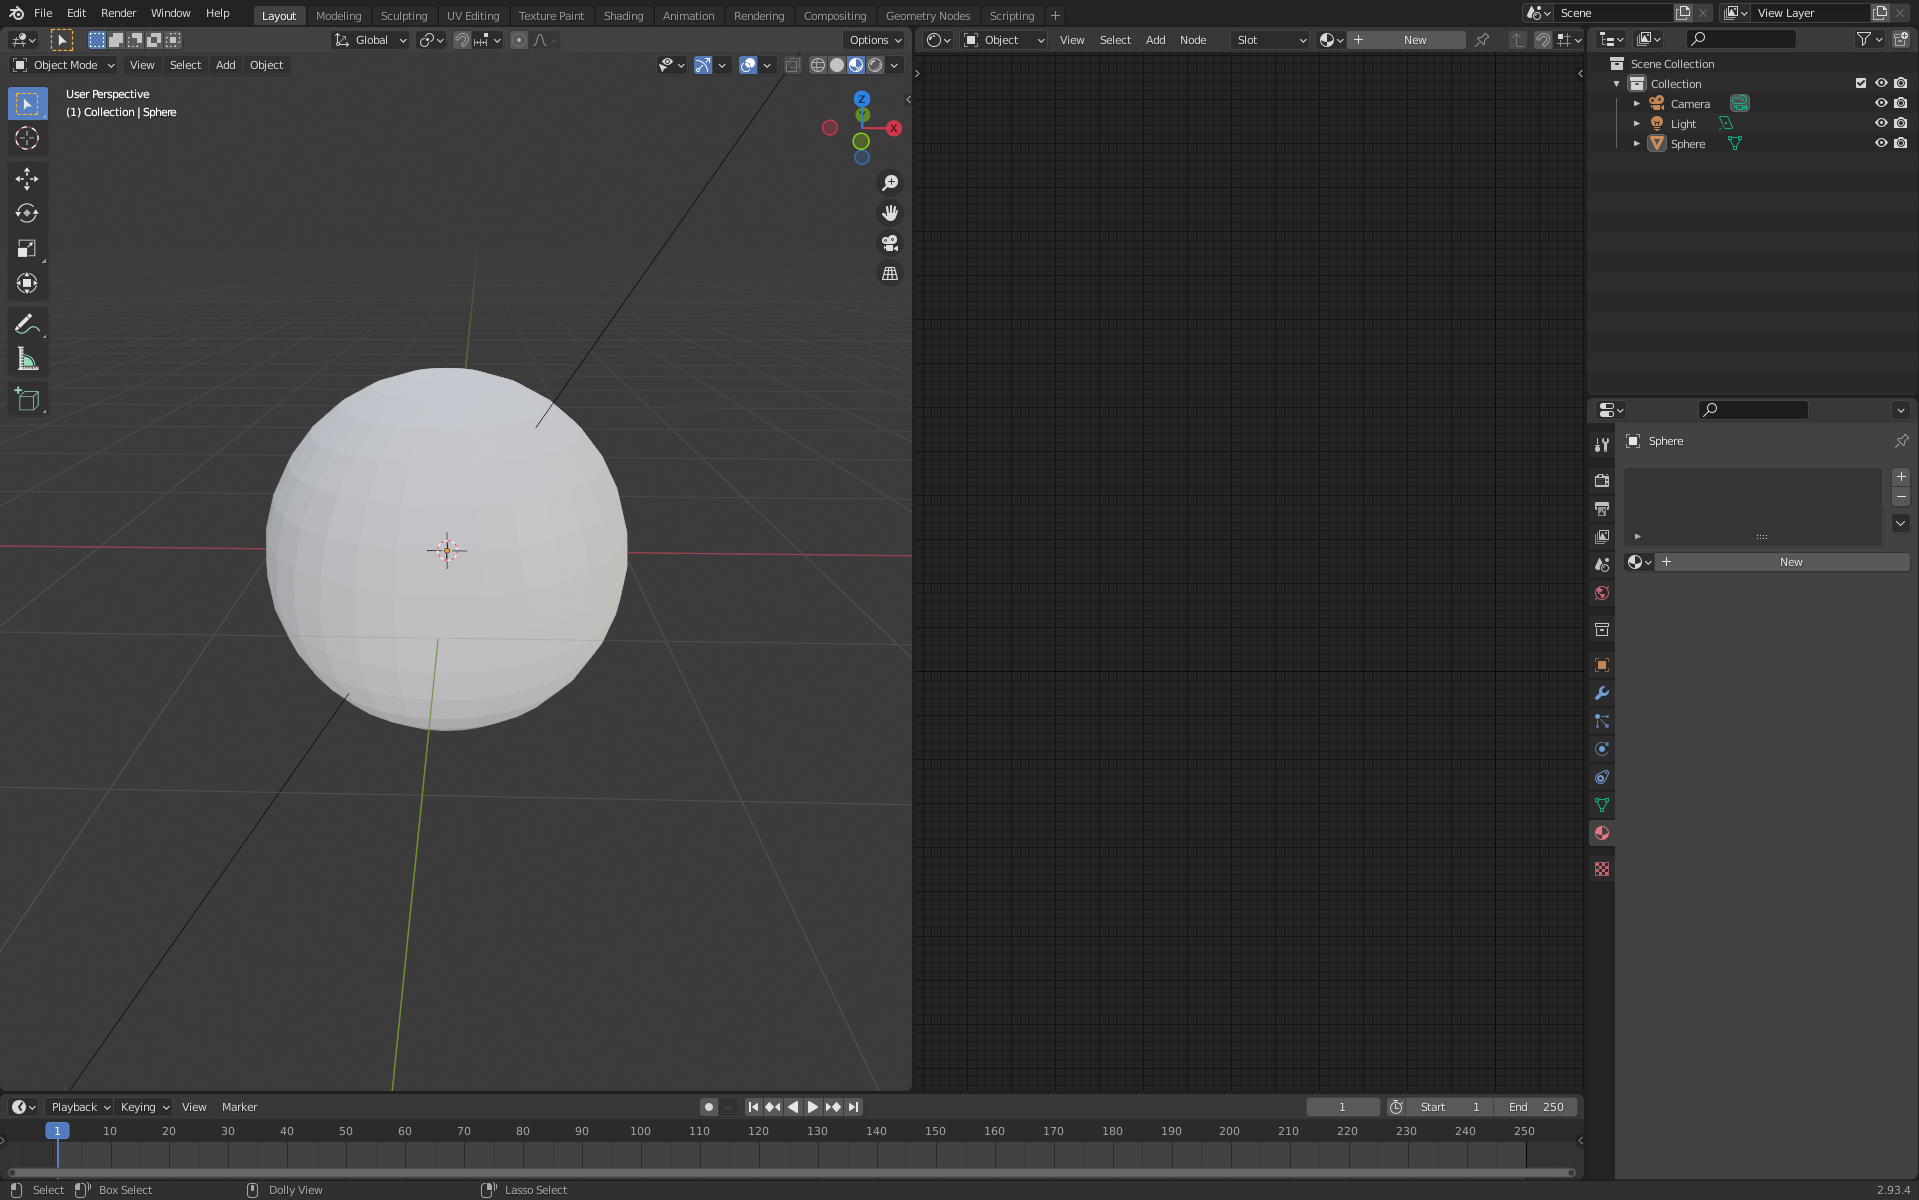 File Edit Render Window Help Layout Modeling Sculpting UV Editing Texture Paint Shading Animation Rendering Compositing Geometry Nodes Scripting + Scene View Layer
Global Options
Object Mode View Select Add Object
User Perspective
(1) Collection | Sphere
Z
Y
X
Object View Select Add Node Slot + New
Scene Collection
Collection
Camera
Light
Sphere
Sphere
+ New
Playback Keying View Marker 1 Start 1 End 250
1 10 20 30 40 50 60 70 80 90 100 110 120 130 140 150 160 170 180 190 200 210 220 230 240 250
Select Box Select Dolly View Lasso Select 2.93.4